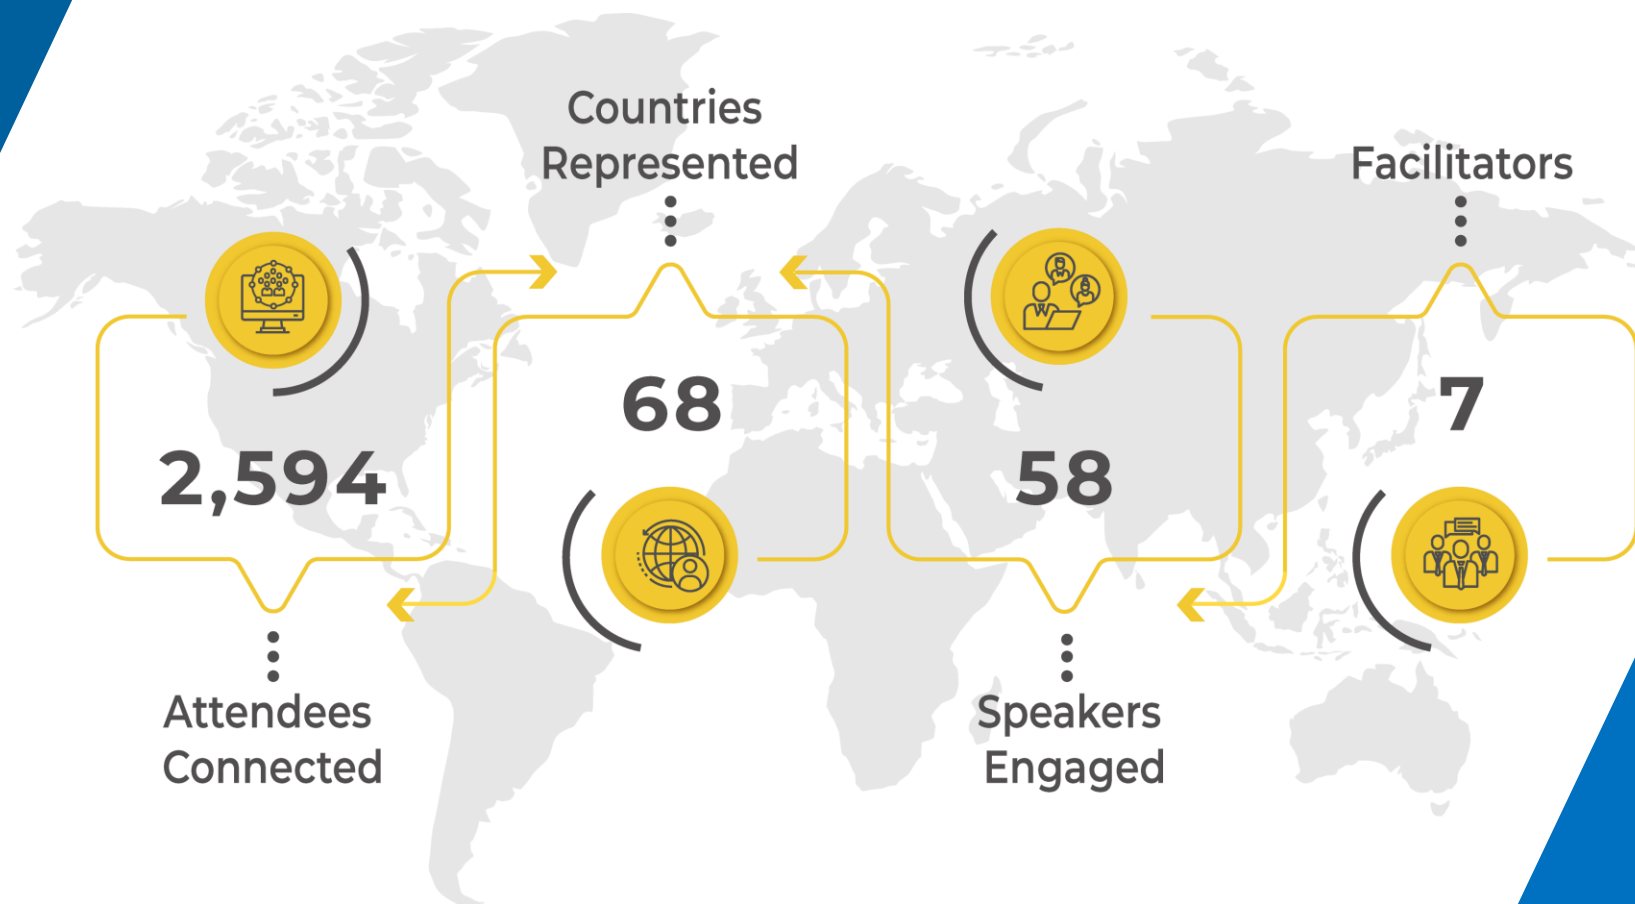 2,594
Attendees
Connected
Countries
Represented
68
58
Speakers
Engaged
Facilitators
7